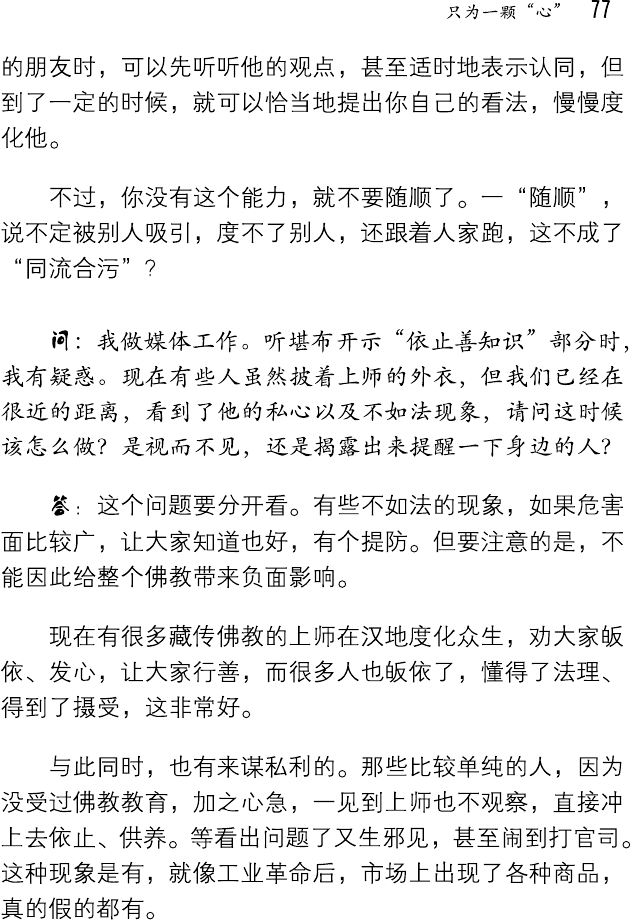 只为一颗“心” 77
的朋友时，可以先听听他的观点，甚至适时地表示认同，但
到了一定的时候，就可以恰当地提出你自己的看法，慢慢度
化他。
不过，你没有这个能力，就不要随顺了。一“随顺”，
说不定被别人吸引，度不了别人，还跟着人家跑，这不成了
“同流合污”？
问：我做媒体工作。听堪布开示“依止善知识”部分时，
我有疑惑。现在有些人虽然披着上师的外衣，但我们已经在
很近的距离，看到了他的私心以及不如法现象，请问这时候
该怎么做？是视而不见，还是揭露出来提醒一下身边的人？
答：这个问题要分开看。有些不如法的现象，如果危害
面比较广，让大家知道也好，有个提防。但要注意的是，不
能因此给整个佛教带来负面影响。
现在有很多藏传佛教的上师在汉地度化众生，劝大家皈
依、发心，让大家行善，而很多人也皈依了，懂得了法理、
得到了摄受，这非常好。
与此同时，也有来谋私利的。那些比较单纯的人，因为
没受过佛教教育，加之心急，一见到上师也不观察，直接冲
上去依止、供养。等看出问题了又生邪见，甚至闹到打官司。
这种现象是有，就像工业革命后，市场上出现了各种商品，
真的假的都有。